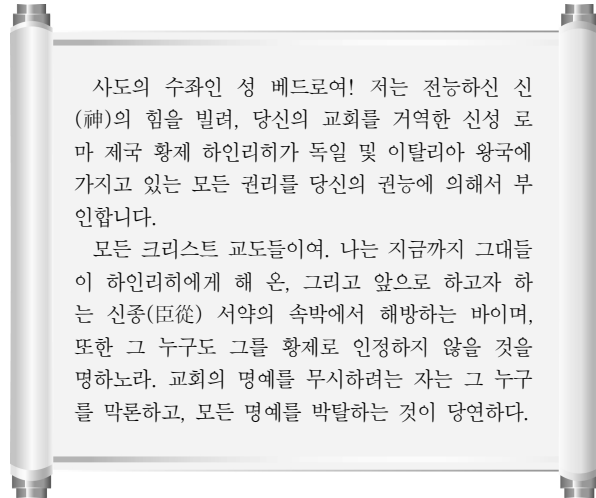 사도의 수좌인 성 베드로여! 저는 전능하신 신
(神)의 힘을 빌려, 당신의 교회를 거역한 신성 로
마 제국 황제 하인리히가 독일 및 이탈리아 왕국에
가지고 있는 모든 권리를 당신의 권능에 의해서 부
인합니다.
모든 크리스트 교도들이여. 나는 지금까지 그대들
이 하인리히에게 해 온, 그리고 앞으로 하고자 하
는 신종(臣從) 서약의 속박에서 해방하는 바이며,
또한 그 누구도 그를 황제로 인정하지 않을 것을
명하노라. 교회의 명예를 무시하려는 자는 그 누구
를 막론하고, 모든 명예를 박탈하는 것이 당연하다.